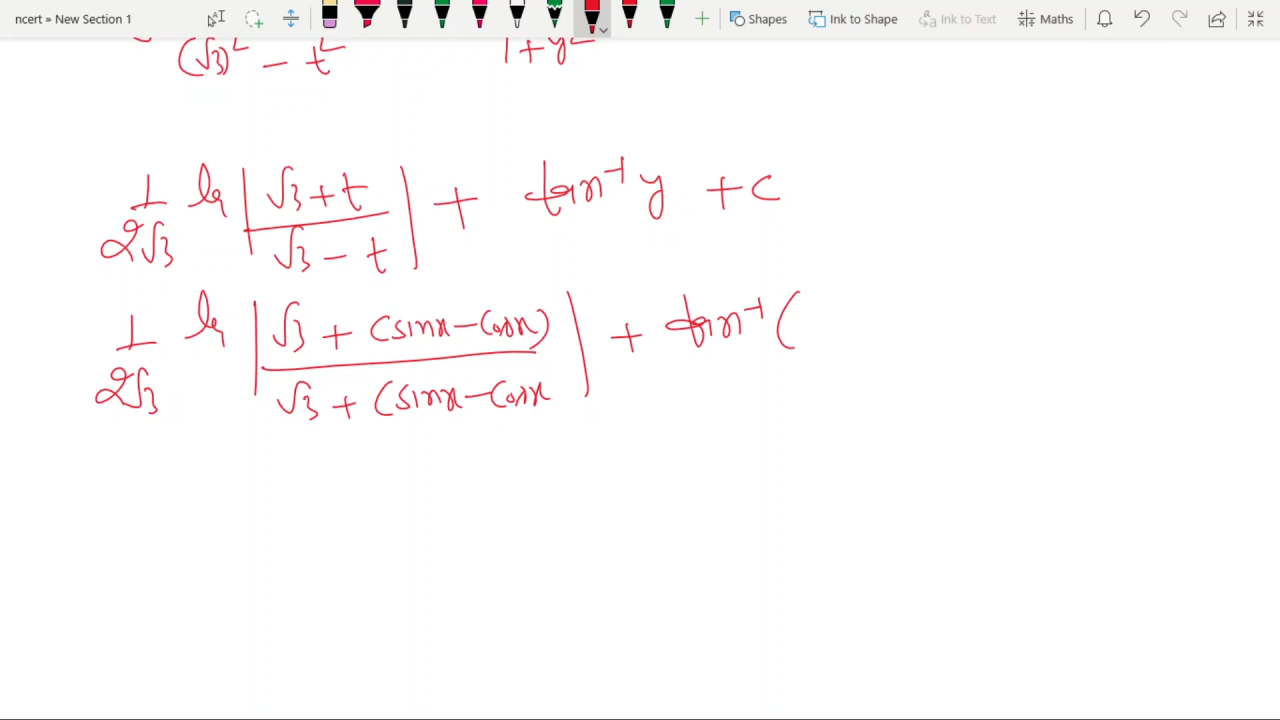 ncert » New Section 1 Shapes Ink to Shape Ink to Text Maths
(√3)² - t² 1+y²
1/2√3 ln |√3+t / √3-t| + tan⁻¹ y + c
1/2√3 ln |√3 + (sinx-cosx) / √3 + (sinx-cosx| + tan⁻¹ (